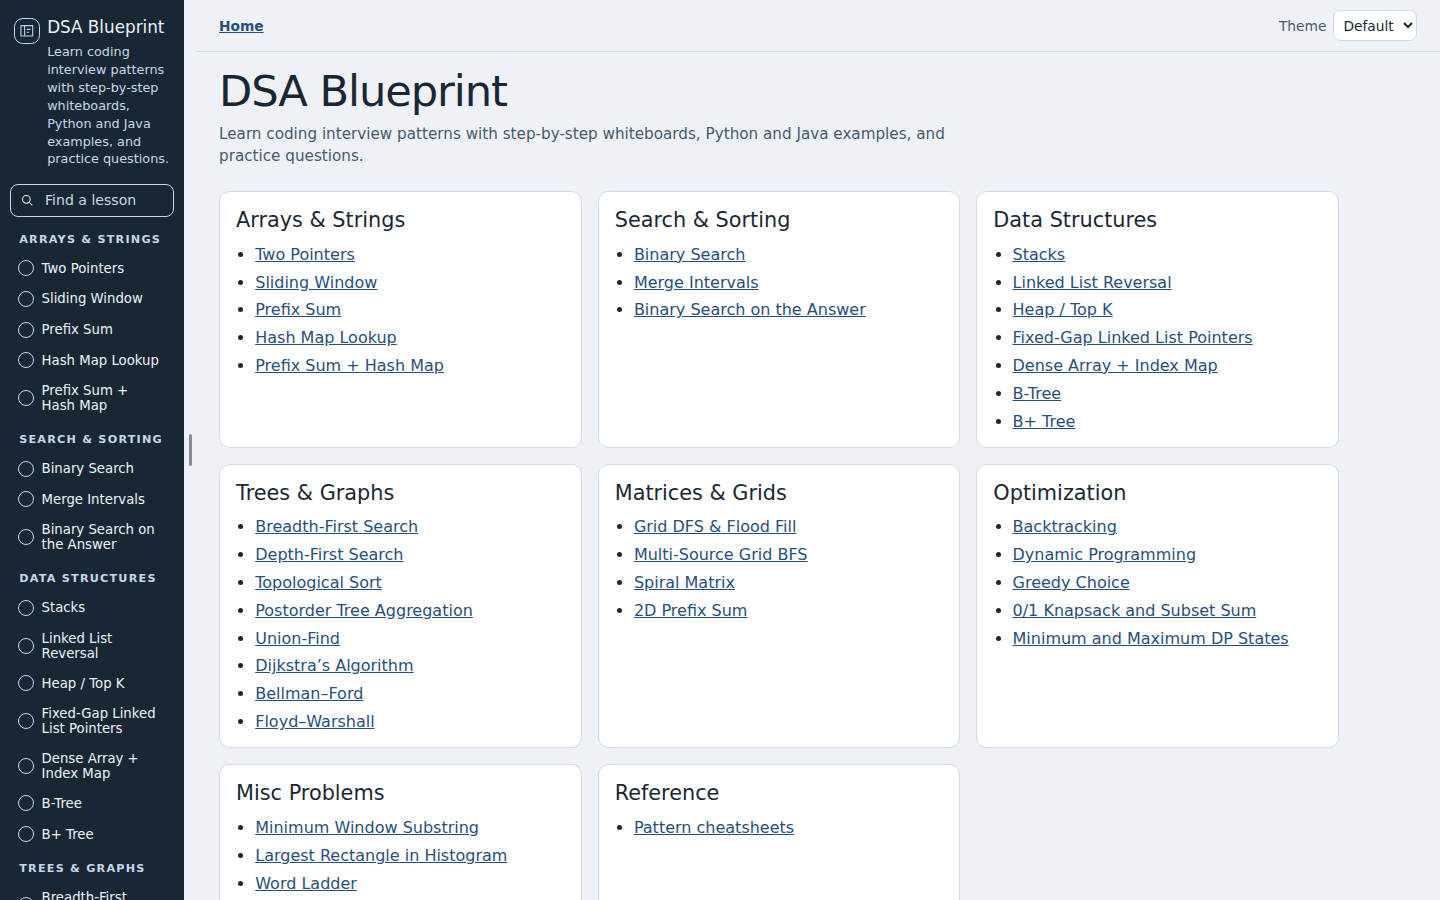 DSA Blueprint
Learn coding
interview patterns
with step-by-step
whiteboards,
Python and Java
examples, and
practice questions.
Find a lesson
ARRAYS & STRINGS
Two Pointers
Sliding Window
Prefix Sum
Hash Map Lookup
Prefix Sum +
Hash Map
SEARCH & SORTING
Binary Search
Merge Intervals
Binary Search on
the Answer
DATA STRUCTURES
Stacks
Linked List
Reversal
Heap / Top K
Fixed-Gap Linked
List Pointers
Dense Array +
Index Map
B-Tree
B+ Tree
TREES & GRAPHS
Breadth-First
Home
Theme
Default
DSA Blueprint
Learn coding interview patterns with step-by-step whiteboards, Python and Java examples, and
practice questions.
Arrays & Strings
Two Pointers
Sliding Window
Prefix Sum
Hash Map Lookup
Prefix Sum + Hash Map
Search & Sorting
Binary Search
Merge Intervals
Binary Search on the Answer
Data Structures
Stacks
Linked List Reversal
Heap / Top K
Fixed-Gap Linked List Pointers
Dense Array + Index Map
B-Tree
B+ Tree
Trees & Graphs
Breadth-First Search
Depth-First Search
Topological Sort
Postorder Tree Aggregation
Union-Find
Dijkstra’s Algorithm
Bellman–Ford
Floyd–Warshall
Matrices & Grids
Grid DFS & Flood Fill
Multi-Source Grid BFS
Spiral Matrix
2D Prefix Sum
Optimization
Backtracking
Dynamic Programming
Greedy Choice
0/1 Knapsack and Subset Sum
Minimum and Maximum DP States
Misc Problems
Minimum Window Substring
Largest Rectangle in Histogram
Word Ladder
Reference
Pattern cheatsheets